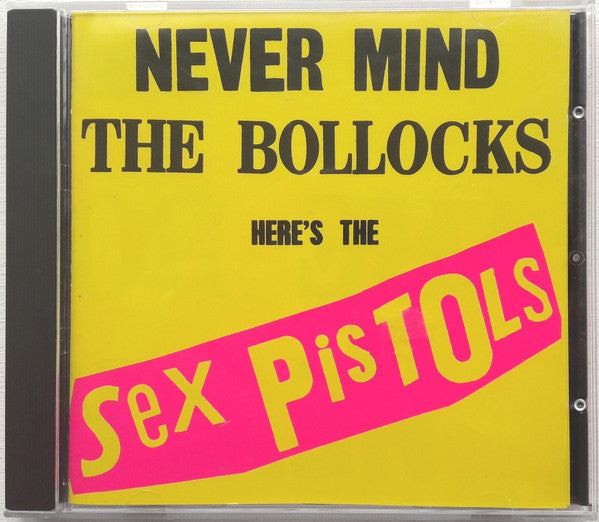 NEVER MIND
THE BOLLOCKS
HERE'S THE
Sex PisTOLs